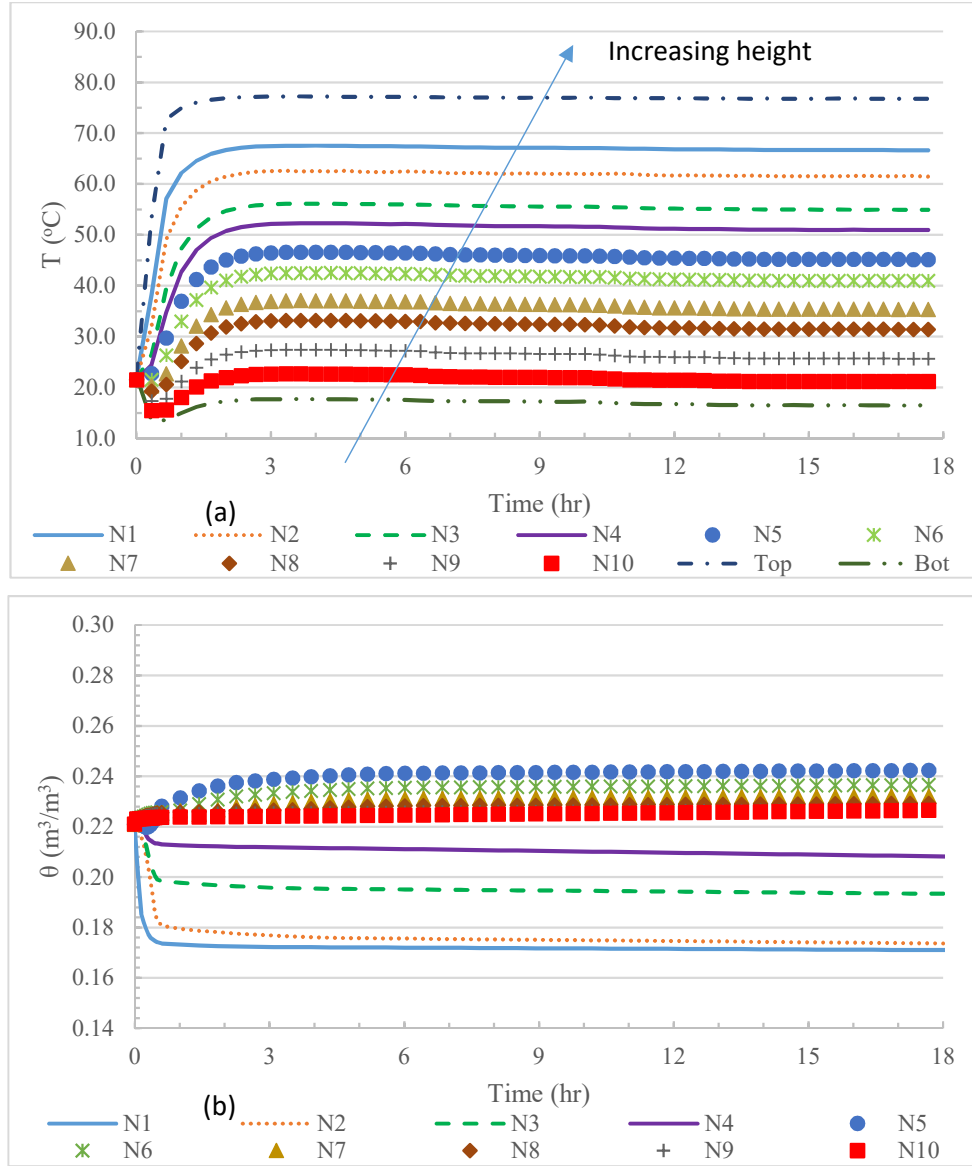 90.0
80.0
70.0
60.0
50.0
40.0
30.0
20.0
10.0
T (°C)
Increasing height
0 3 6 9 12 15 18
Time (hr)
(a)
N1 N2 N3 N4 N5 N6
N7 N8 N9 N10 Top Bot
0.30
0.28
0.26
0.24
0.22
0.20
0.18
0.16
0.14
θ (m³/m³)
0 3 6 9 12 15 18
Time (hr)
(b)
N1 N2 N3 N4 N5
N6 N7 N8 N9 N10